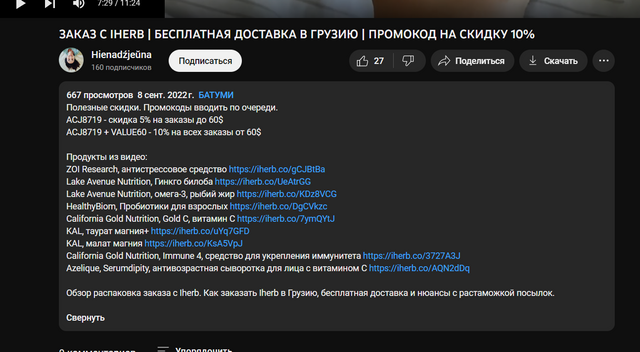 7:29 / 11:24
ЗАКАЗ С IHERB | БЕСПЛАТНАЯ ДОСТАВКА В ГРУЗИЮ | ПРОМОКОД НА СКИДКУ 10%
Hienadźjeŭna
160 подписчиков
Подписаться
27
Поделиться
Скачать
667 просмотров 8 сент. 2022 г. БАТУМИ
Полезные скидки. Промокоды вводить по очереди.
ACJ8719 - скидка 5% на заказы до 60$
ACJ8719 + VALUE60 - 10% на всех заказы от 60$
Продукты из видео:
ZOI Research, антистрессовое средство https://iherb.co/gCJBtBa
Lake Avenue Nutrition, Гинкго билоба https://iherb.co/UeAtrGG
Lake Avenue Nutrition, омега-3, рыбий жир https://iherb.co/KDz8VCG
HealthyBiom, Пробиотики для взрослых https://iherb.co/DgCVkzc
California Gold Nutrition, Gold C, витамин C https://iherb.co/7ymQYtJ
KAL, таурат магния+ https://iherb.co/uYq7GFD
KAL, малат магния https://iherb.co/KsA5VpJ
California Gold Nutrition, Immune 4, средство для укрепления иммунитета https://iherb.co/3727A3J
Azelique, Serumdipity, антивозрастная сыворотка для лица с витамином C https://iherb.co/AQN2dDq
Обзор распаковка заказа с Iherb. Как заказать Iherb в Грузию, бесплатная доставка и нюансы с растаможкой посылок.
Свернуть
0 комментариев
Упорядочить